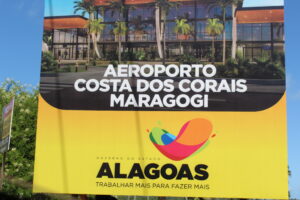 AEROPORTO
COSTA DOS CORAIS
MARAGOGI
GOVERNO DO ESTADO
ALAGOAS
TRABALHAR MAIS PARA FAZER MAIS